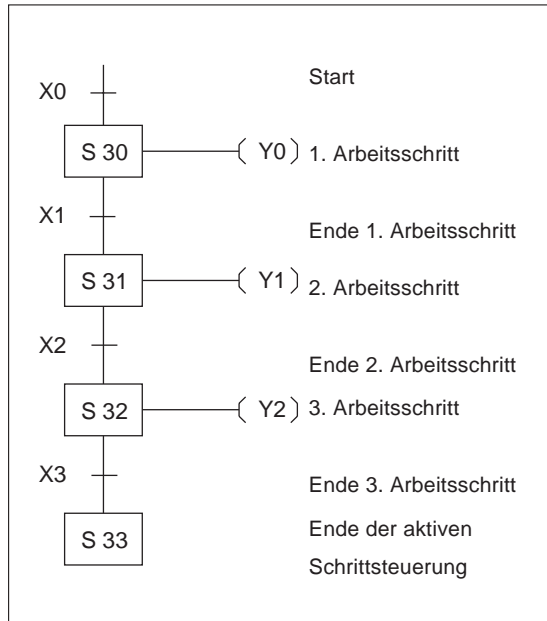 Start
X0
S 30 Y0 1. Arbeitsschritt
X1
Ende 1. Arbeitsschritt
S 31 Y1 2. Arbeitsschritt
X2
Ende 2. Arbeitsschritt
S 32 Y2 3. Arbeitsschritt
X3
Ende 3. Arbeitsschritt
S 33
Ende der aktiven
Schrittsteuerung